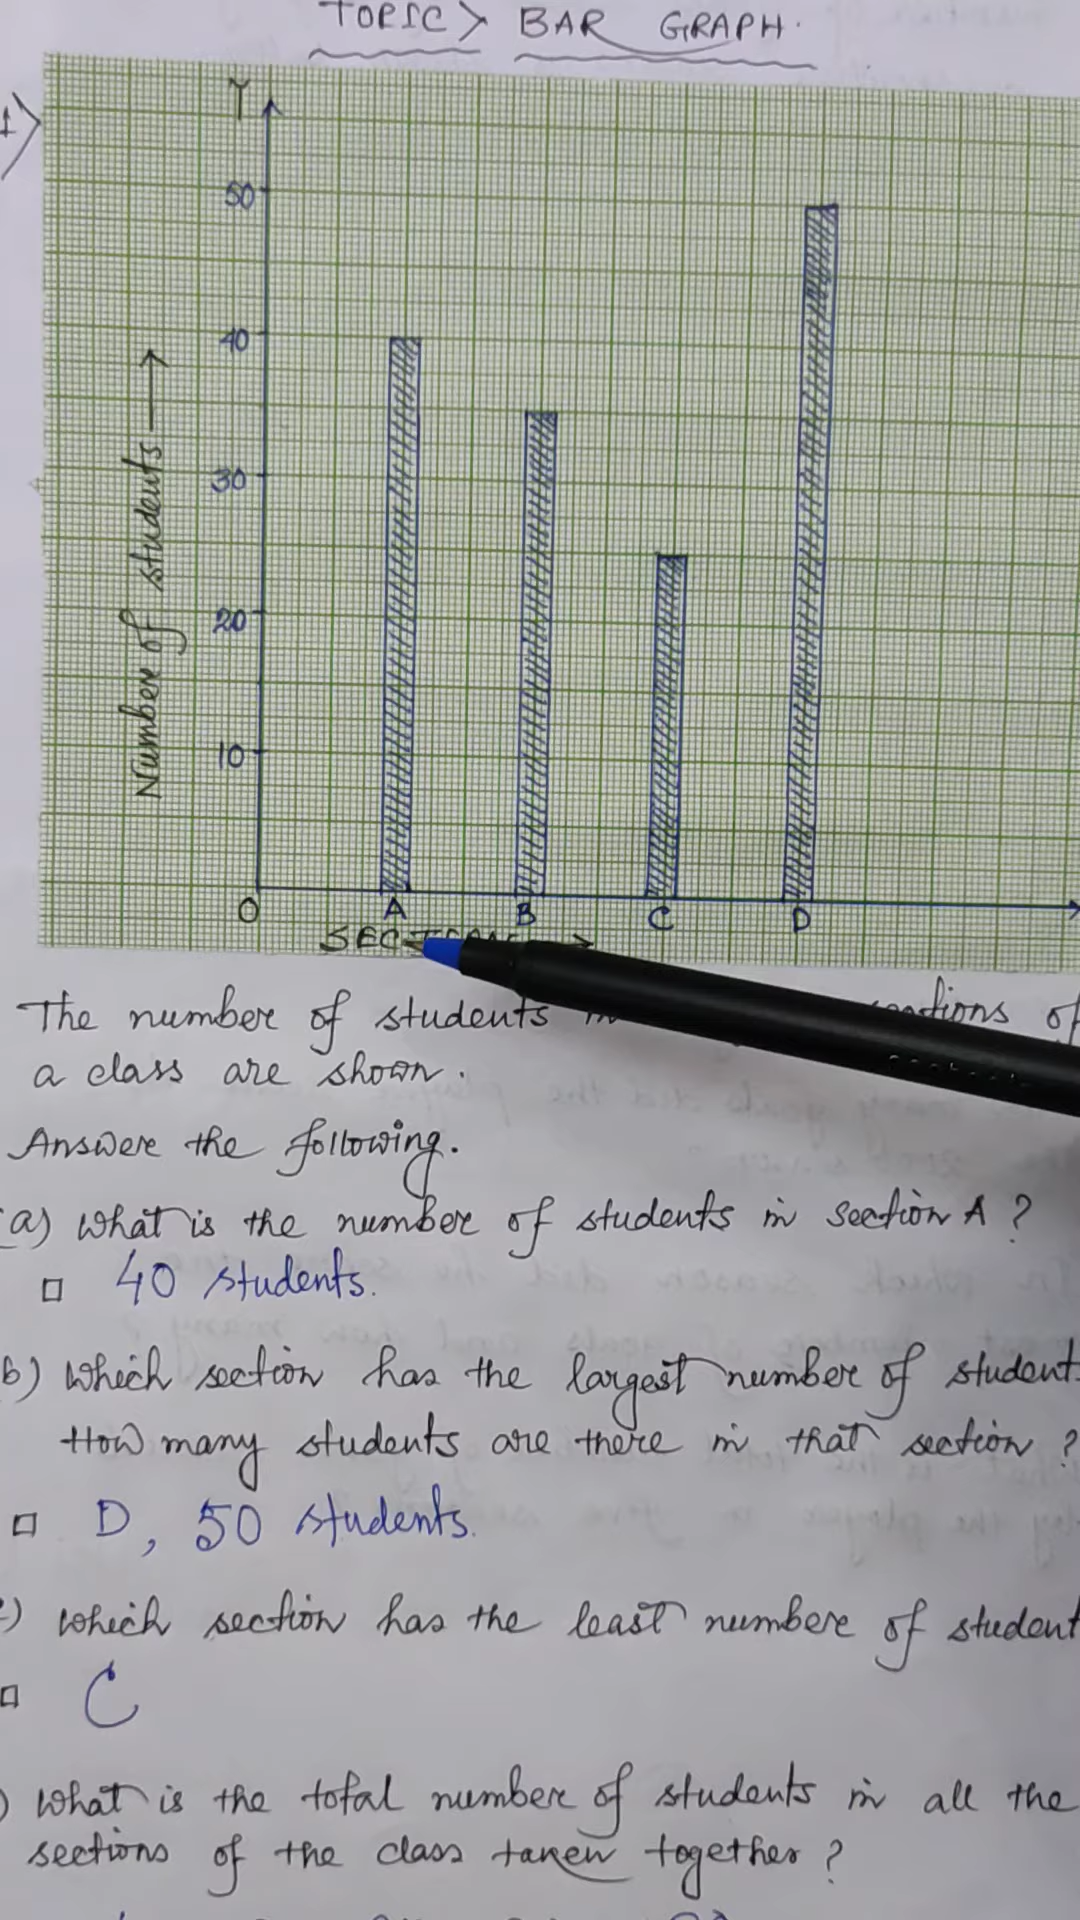 TOPIC > BAR GRAPH.
1)
Y
50
40
30
20
10
O
Number of students →
A B C D
The number of students of
a class are shown.
Answer the following.
(a) What is the number of students in section A ?
□ 40 students.
b) Which section has the largest number of student
How many students are there in that section ?
□ D, 50 students.
) Which section has the least number of student
□ C
) What is the total number of students in all the
sections of the class taken together ?